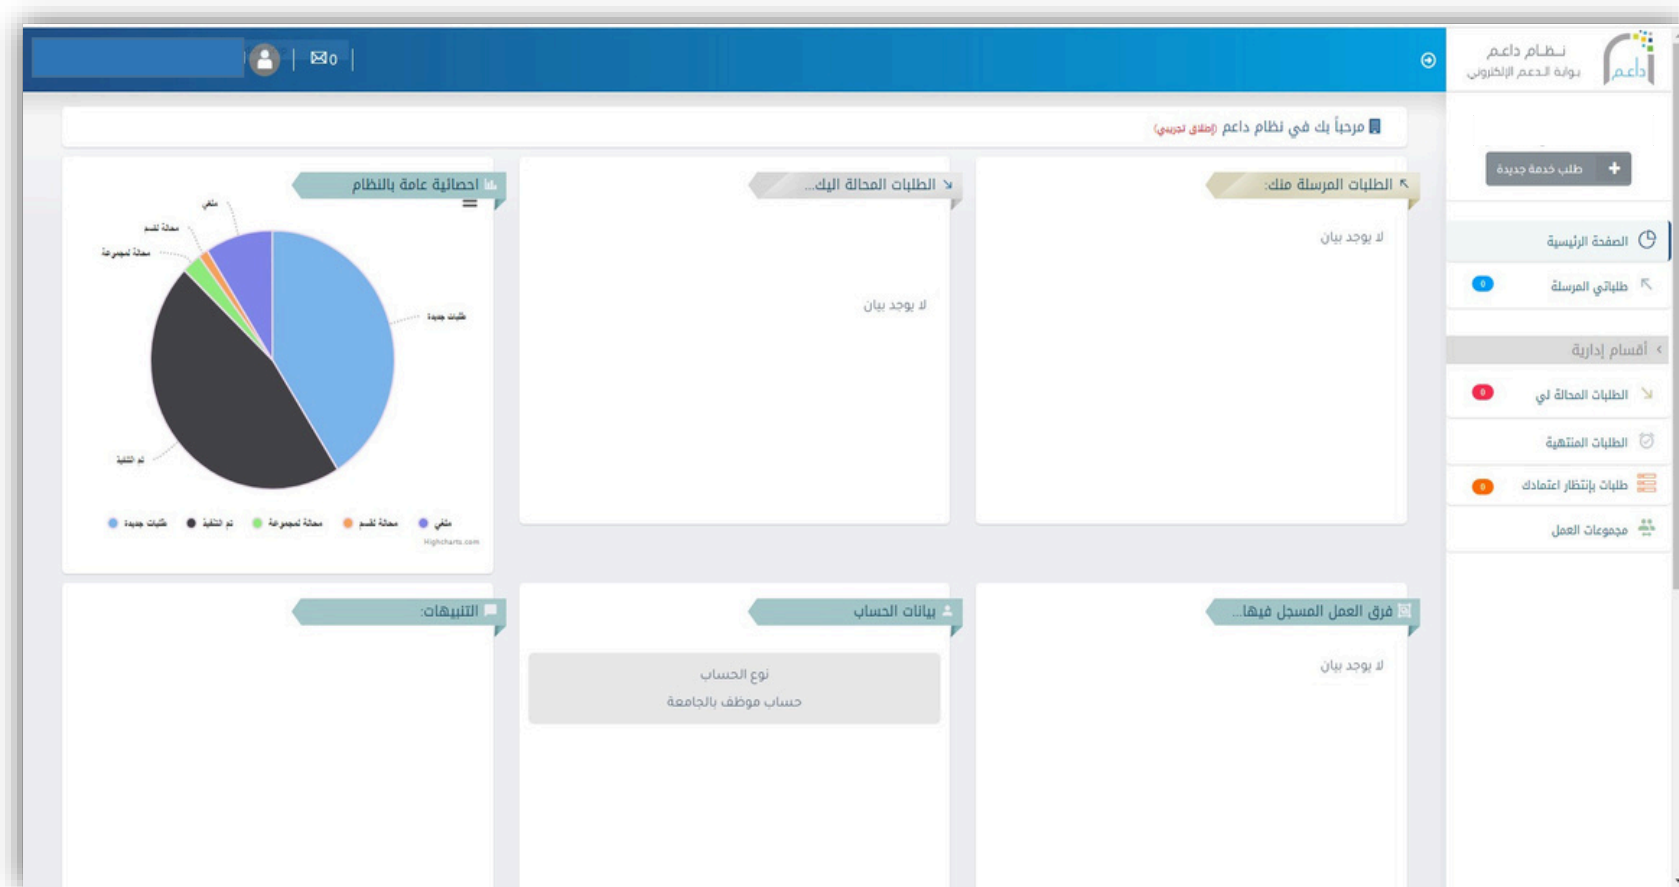 نـظـام داعـم
بـوابة الـدعـم الإلكتروني
داعم
0
مرحباً بك في نظام داعم (إطلاق تجريبي)
طلب خدمة جديدة
الصفحة الرئيسية
طلباتي المرسلة
0
أقسام إدارية
الطلبات المحالة لي
0
الطلبات المنتهية
طلبات بإنتظار اعتمادك
0
مجموعات العمل
الطلبات المرسلة منك:
لا يوجد بيان
الطلبات المحالة اليك...
لا يوجد بيان
احصائية عامة بالنظام
ملغي
محالة لقسم
محالة لمجموعة
طلبات جديدة
تم التنفيذ
طلبات جديدة تم التنفيذ محالة لمجموعة محالة لقسم ملغي
Highcharts.com
فرق العمل المسجل فيها...
لا يوجد بيان
بيانات الحساب
نوع الحساب
حساب موظف بالجامعة
التنبيهات: